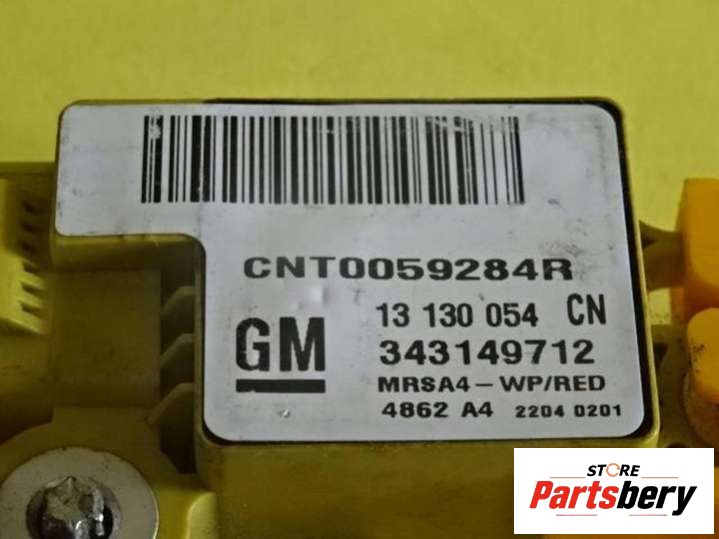 CNT0059284R
13 130 054 CN
GM
343149712
MRSA4-WP/RED
4862 A4 2204 0201
STORE
Partsbery